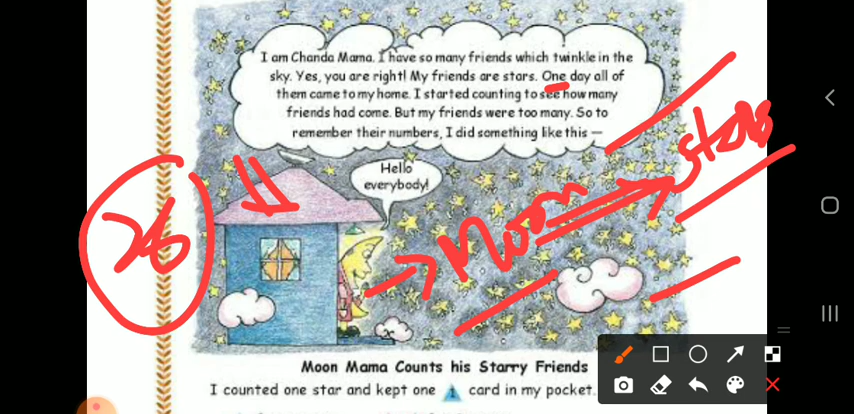 I am Chanda Mama. I have so many friends which twinkle in the
sky. Yes, you are right! My friends are stars. One day all of
them came to my home. I started counting to see how many
friends had come. But my friends were too many. So to
remember their numbers, I did something like this —
Hello
everybody!
Moon
stars
Moon Mama Counts his Starry Friends
I counted one star and kept one 1 card in my pocket.